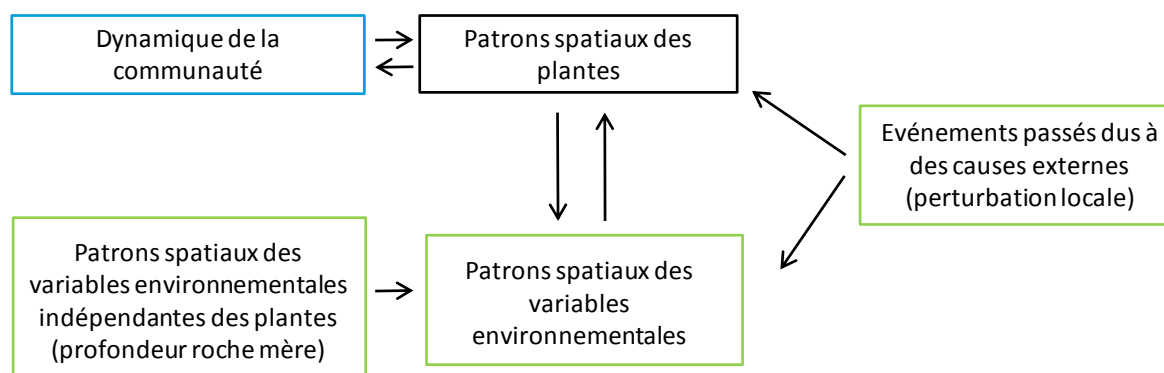 Dynamique de la
communauté
Patrons spatiaux des
plantes
Evénements passés dus à
des causes externes
(perturbation locale)
Patrons spatiaux des
variables environnementales
indépendantes des plantes
(profondeur roche mère)
Patrons spatiaux des
variables
environnementales